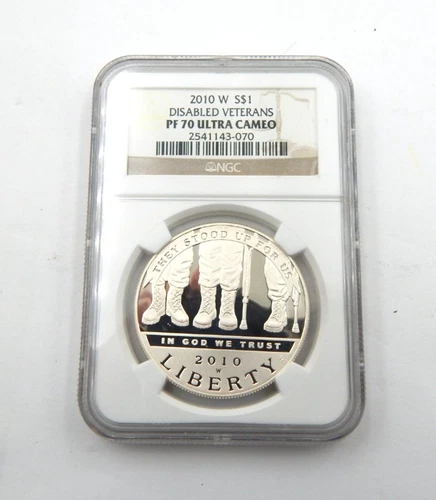 2010 W S$1
DISABLED VETERANS
PF 70 ULTRA CAMEO
2541143-070
NGC
THEY STOOD UP FOR US
IN GOD WE TRUST
2010
W
LIBERTY